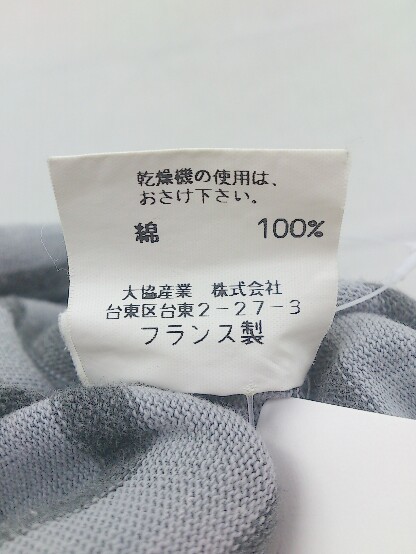 乾燥機の使用は、
おさけ下さい。
綿 100%
大協産業 株式会社
台東区台東2-27-3
フランス製